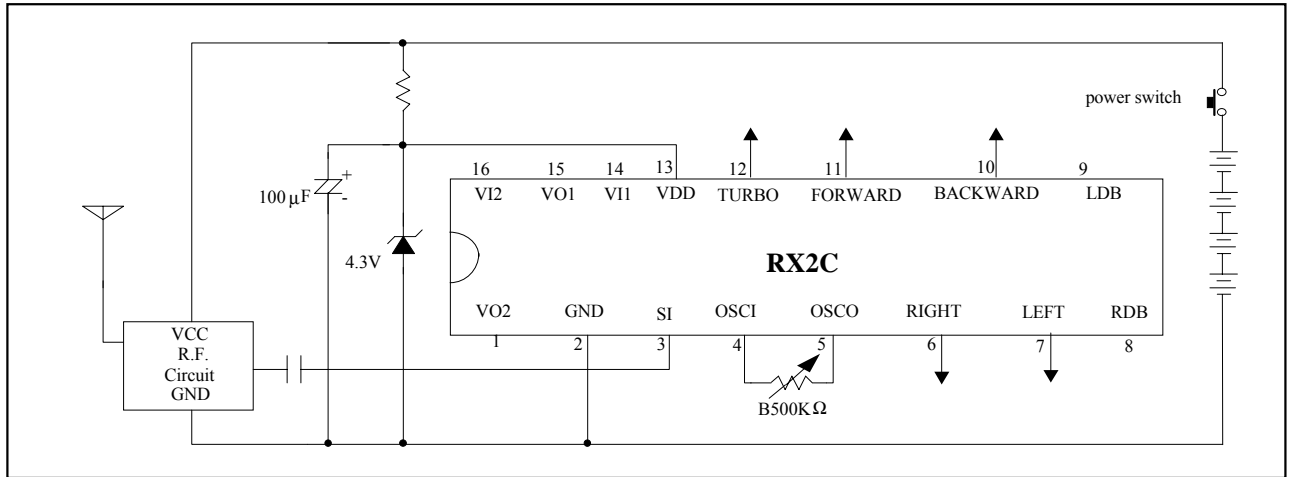 power switch
16 15 14 13 12 11 10 9
VI2 VO1 VI1 VDD TURBO FORWARD BACKWARD LDB
100μF
+
-
4.3V
RX2C
VO2 GND SI OSCI OSCO RIGHT LEFT RDB
1 2 3 4 5 6 7 8
VCC
R.F.
Circuit
GND
B500KΩ